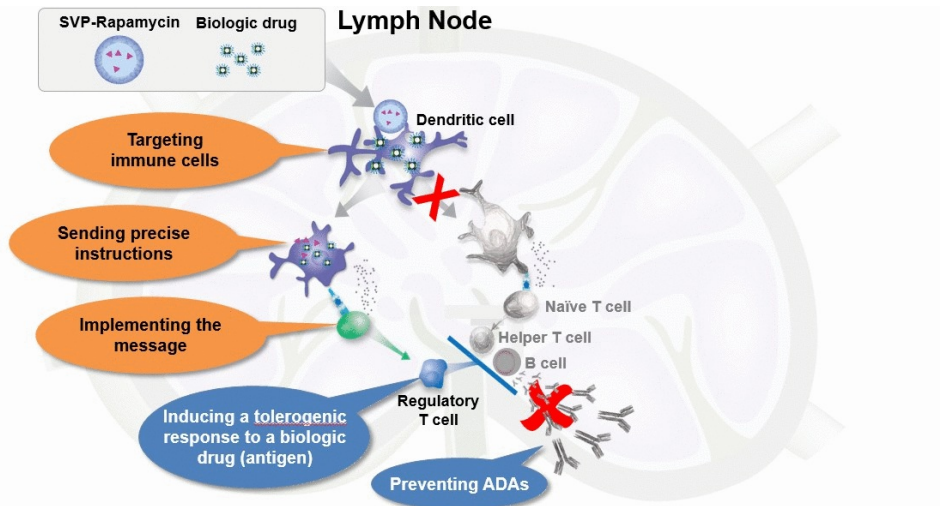 Lymph Node
SVP-Rapamycin
Biologic drug
Dendritic cell
Targeting
immune cells
Sending precise
instructions
Implementing the
message
Naïve T cell
Helper T cell
B cell
Regulatory
T cell
Inducing a tolerogenic
response to a biologic
drug (antigen)
Preventing ADAs